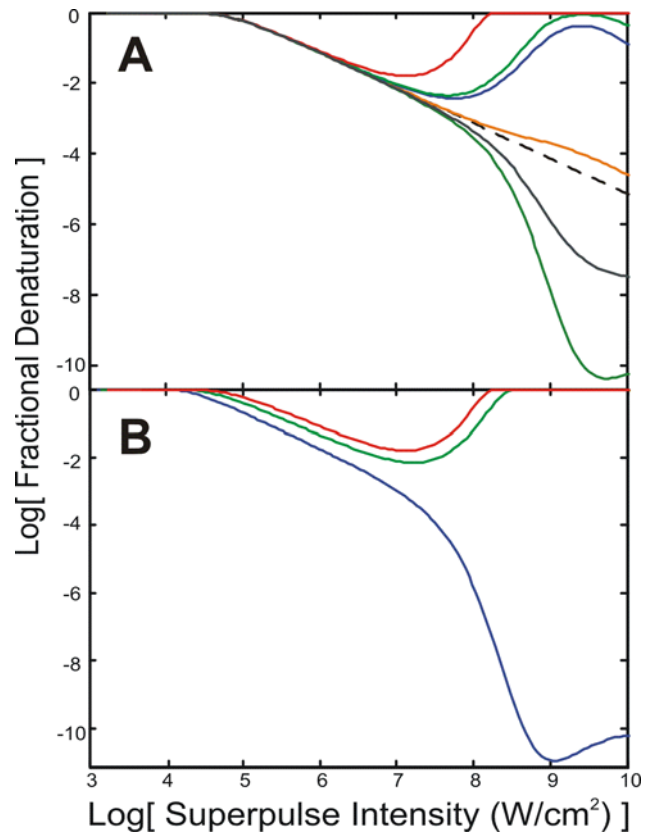 0
A
-2
-4
-6
-8
-10
0
B
-2
-4
-6
-8
-10
3 4 5 6 7 8 9 10
Log[ Fractional Denaturation ]
Log[ Superpulse Intensity (W/cm²) ]